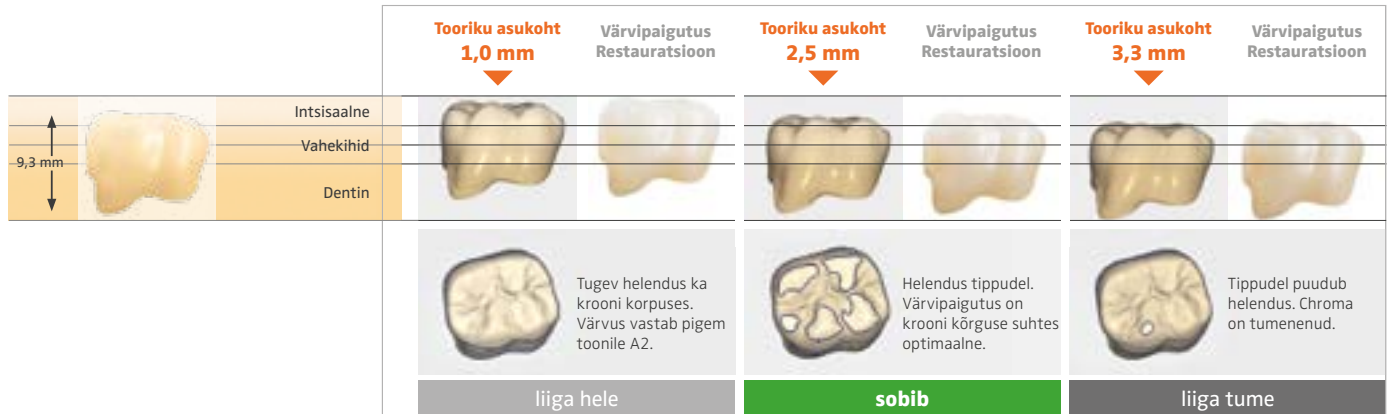 Tooriku asukoht
1,0 mm
Värvipaigutus
Restauratsioon
Tooriku asukoht
2,5 mm
Värvipaigutus
Restauratsioon
Tooriku asukoht
3,3 mm
Värvipaigutus
Restauratsioon
9,3 mm
Intsisaalne
Vahekihid
Dentin
Tugev helendus ka
krooni korpuses.
Värvus vastab pigem
toonile A2.
Helendus tippudel.
Värvipaigutus on
krooni kõrguse suhtes
optimaalne.
Tippudel puudub
helendus. Chroma
on tumenenud.
liiga hele
sobib
liiga tume